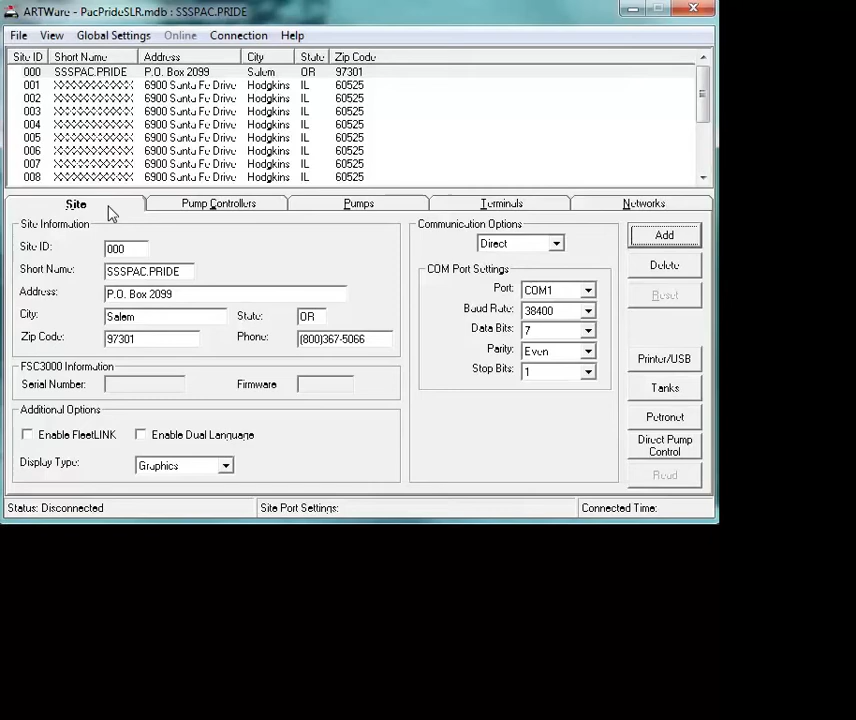 ARTWare - PacPrideSLR.mdb : SSSPAC.PRIDE
File View Global Settings Online Connection Help
Site ID Short Name Address City State Zip Code
000 SSSPAC.PRIDE P.O. Box 2099 Salem OR 97301
001 XXXXXXXXXXXX 6900 Santa Fe Drive Hodgkins IL 60525
002 XXXXXXXXXXXX 6900 Santa Fe Drive Hodgkins IL 60525
003 XXXXXXXXXXXX 6900 Santa Fe Drive Hodgkins IL 60525
004 XXXXXXXXXXXX 6900 Santa Fe Drive Hodgkins IL 60525
005 XXXXXXXXXXXX 6900 Santa Fe Drive Hodgkins IL 60525
006 XXXXXXXXXXXX 6900 Santa Fe Drive Hodgkins IL 60525
007 XXXXXXXXXXXX 6900 Santa Fe Drive Hodgkins IL 60525
008 XXXXXXXXXXXX 6900 Santa Fe Drive Hodgkins IL 60525
Site Pump Controllers Pumps Terminals Networks
Site Information
Site ID: 000
Short Name: SSSPAC.PRIDE
Address: P.O. Box 2099
City: Salem State: OR
Zip Code: 97301 Phone: (800)367-5066
FSC3000 Information
Serial Number: Firmware
Additional Options
Enable FleetLINK Enable Dual Language
Display Type: Graphics
Communication Options
Direct
COM Port Settings
Port: COM1
Baud Rate: 38400
Data Bits: 7
Parity: Even
Stop Bits: 1
Add
Delete
Reset
Printer/USB
Tanks
Petronet
Direct Pump
Control
Read
Status: Disconnected Site Port Settings: Connected Time: